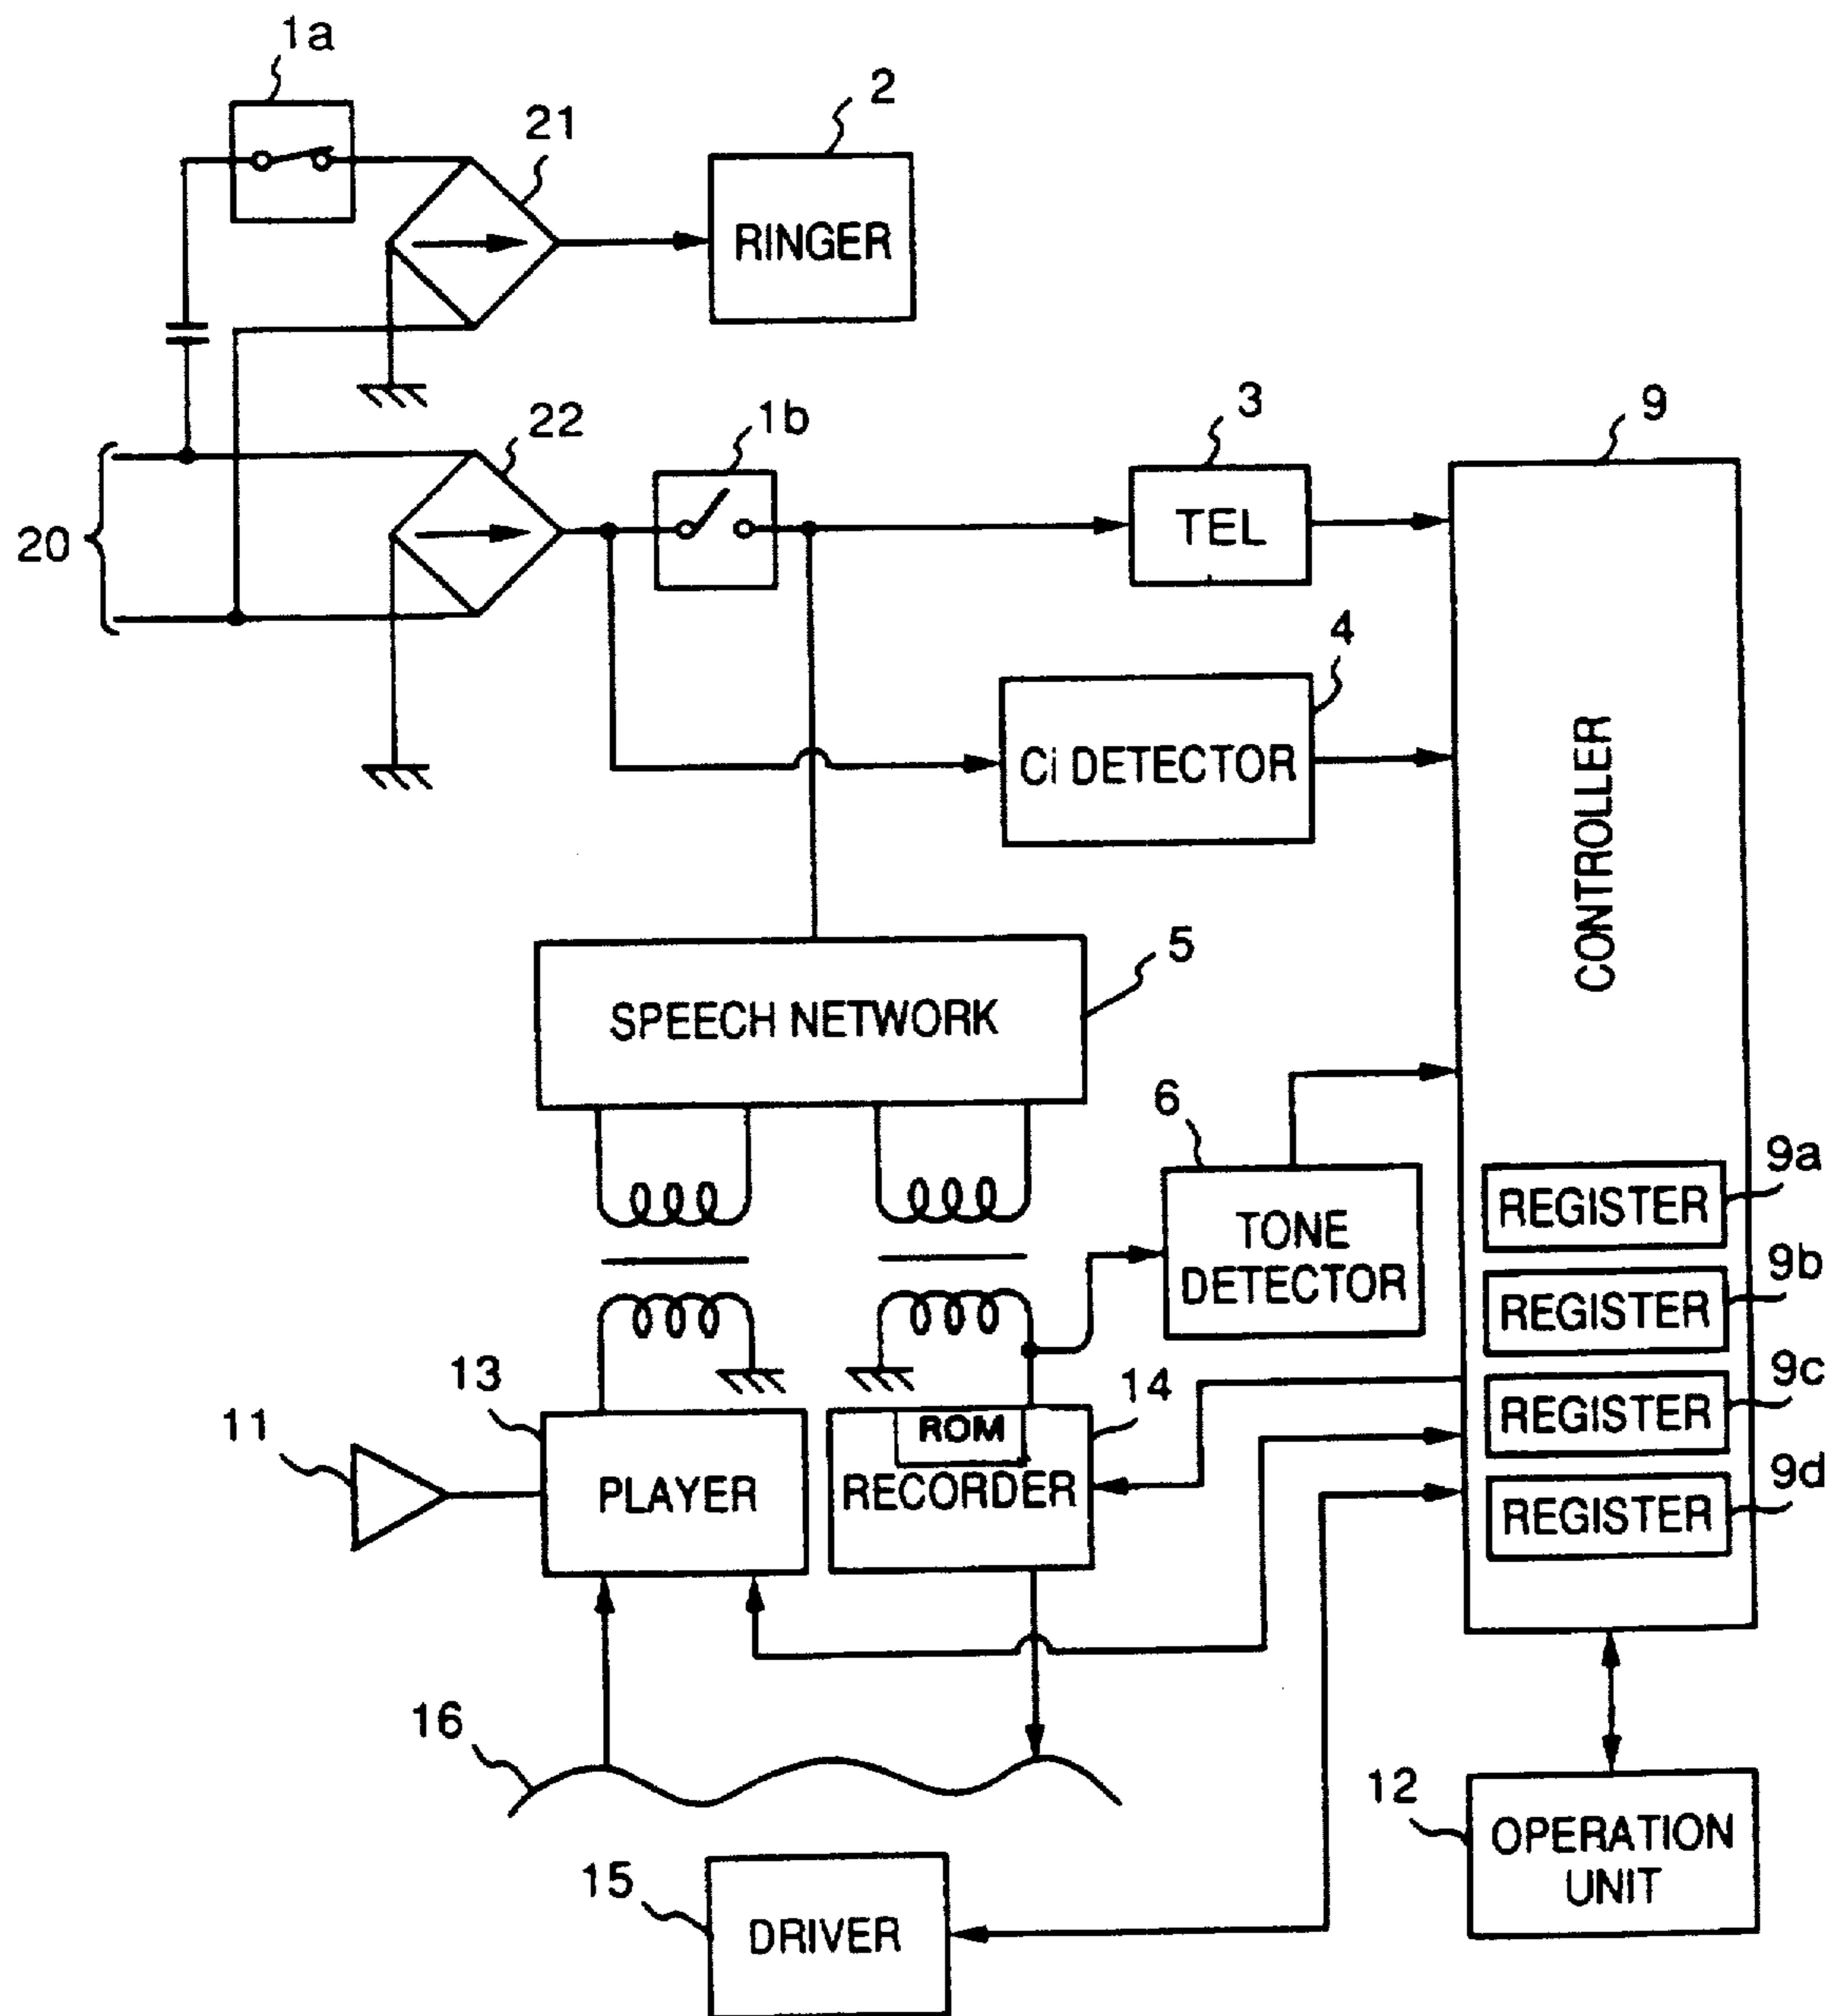 1a
21
2
RINGER
22
1b
3
9
20
TEL
4
Ci DETECTOR
CONTROLLER
5
SPEECH NETWORK
6
9a
REGISTER
TONE
DETECTOR
9b
REGISTER
13
14
9c
REGISTER
11
ROM
PLAYER
RECORDER
9d
REGISTER
16
12
OPERATION
UNIT
15
DRIVER